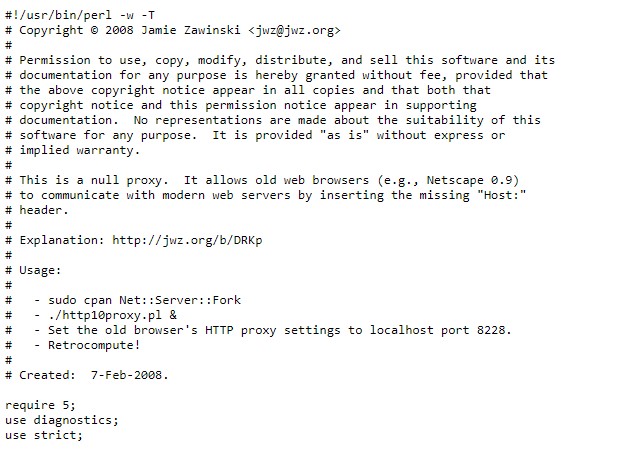 #!/usr/bin/perl -w -T
# Copyright © 2008 Jamie Zawinski <jwz@jwz.org>
#
# Permission to use, copy, modify, distribute, and sell this software and its
# documentation for any purpose is hereby granted without fee, provided that
# the above copyright notice appear in all copies and that both that
# copyright notice and this permission notice appear in supporting
# documentation.  No representations are made about the suitability of this
# software for any purpose.  It is provided "as is" without express or
# implied warranty.
#
# This is a null proxy.  It allows old web browsers (e.g., Netscape 0.9)
# to communicate with modern web servers by inserting the missing "Host:"
# header.
#
# Explanation: http://jwz.org/b/DRKp
#
# Usage:
#
#   - sudo cpan Net::Server::Fork
#   - ./http10proxy.pl &
#   - Set the old browser's HTTP proxy settings to localhost port 8228.
#   - Retrocompute!
#
# Created:  7-Feb-2008.

require 5;
use diagnostics;
use strict;